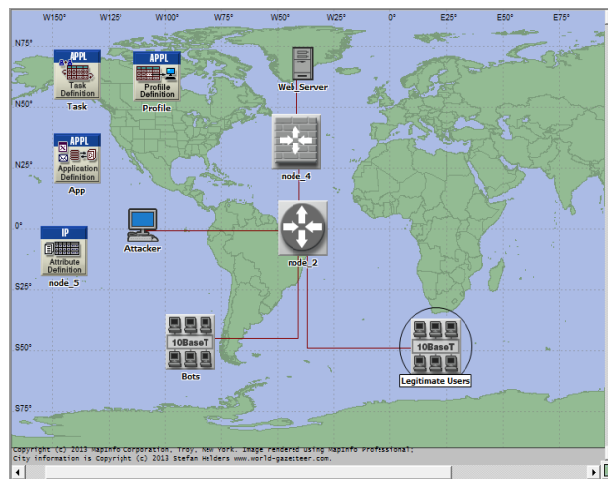 W150° W125° W100° W75° W50° W25° 0° E25° E50° E75°
N75°
N50°
N25°
0°
S25°
S50°
S75°
APPL
Task
Definition
Task
APPL
Profile
Definition
Profile
Web_Server
node_4
APPL
Application
Definition
App
IP
Attribute
Definition
node_5
Attacker
node_2
10BaseT
Bots
10BaseT
Legitimate Users
Copyright (c) 2013 MapInfo Corporation, Troy, New York. Image rendered using MapInfo Professional;
City information is Copyright (c) 2013 Stefan Helders www.world-gazetteer.com.